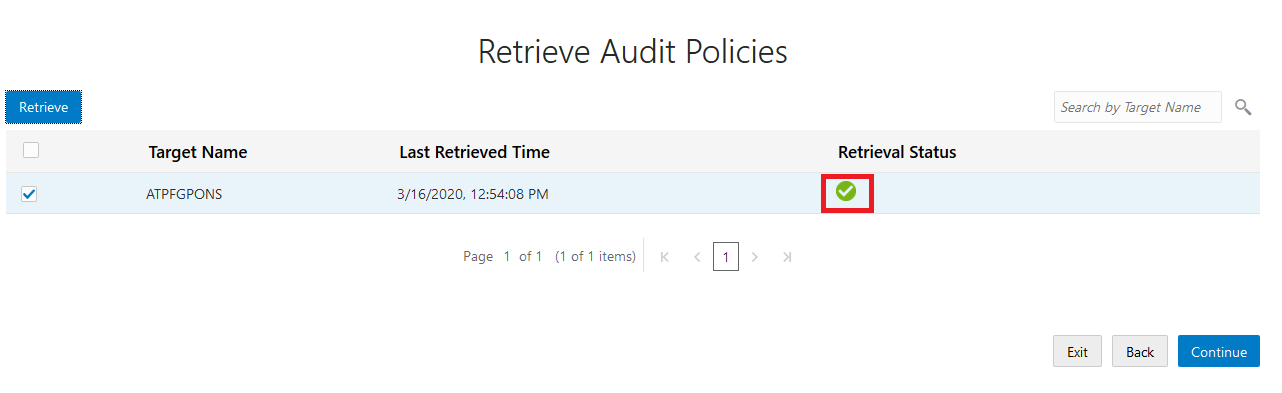 Retrieve Audit Policies
Retrieve
Search by Target Name
Target Name Last Retrieved Time Retrieval Status
ATPFGPONS 3/16/2020, 12:54:08 PM
Page 1 of 1 (1 of 1 items) 1
Exit Back Continue